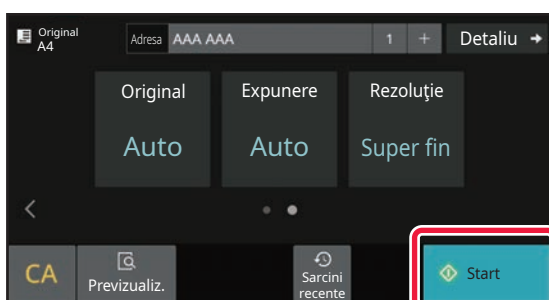 Original
A4
Adresa AAA AAA 1 + Detaliu
Original Expunere Rezoluţie
Auto Auto Super fin
CA Previzualiz. Sarcini recente Start